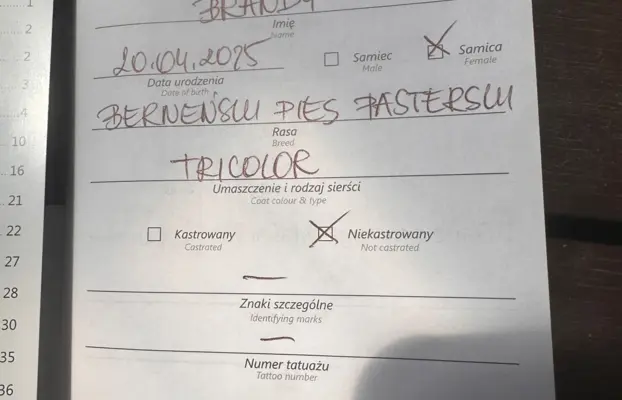 1
BRANDY
Imię
Name
2
20.04.2025
Samiec
Male
Samica
Female
2
Data urodzenia
Date of birth
3
BERNEŃSKI PIES PASTERSKI
4
Rasa
Breed
10
TRICOLOR
16
Umaszczenie i rodzaj sierści
Coat colour & type
21
22
Kastrowany
Castrated
Niekastrowany
Not castrated
27
—
28
Znaki szczególne
Identifying marks
30
—
35
Numer tatuażu
Tattoo number
36